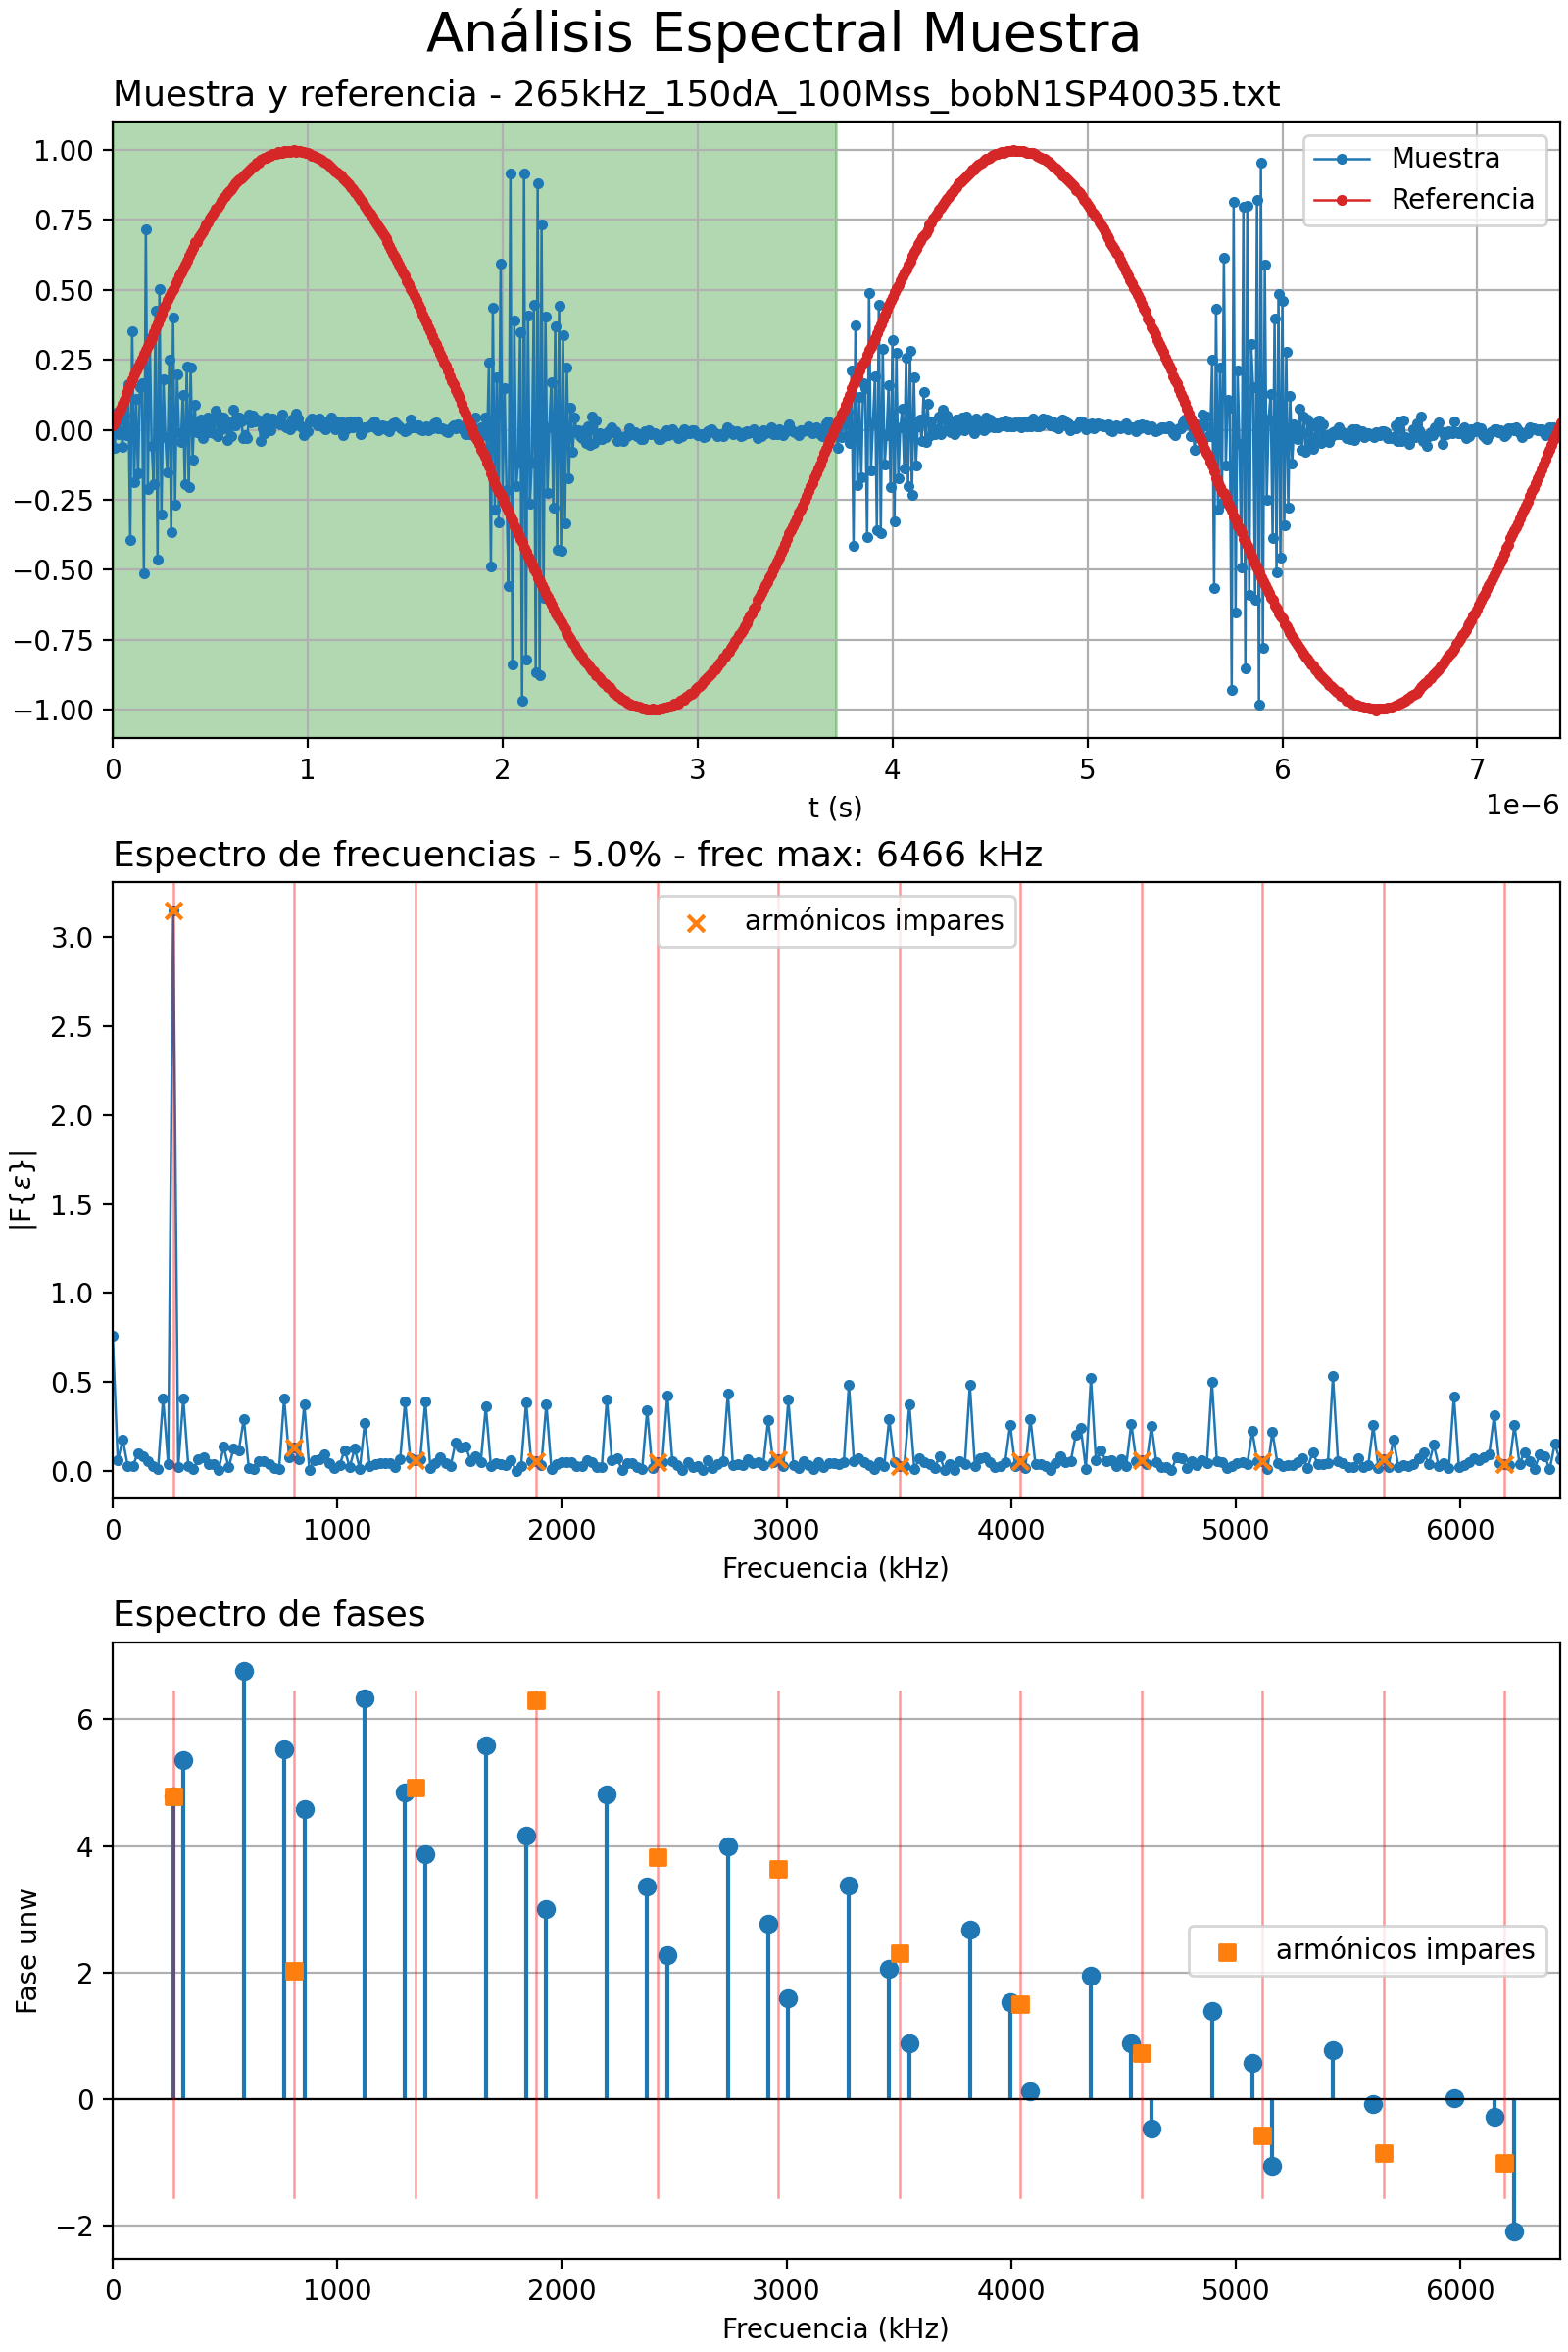 Análisis Espectral Muestra
Muestra y referencia - 265kHz_150dA_100Mss_bobN1SP40035.txt
1.00
0.75
0.50
0.25
0.00
−0.25
−0.50
−0.75
−1.00
Muestra
Referencia
0 1 2 3 4 5 6 7
t (s)
1e−6
Espectro de frecuencias - 5.0% - frec max: 6466 kHz
armónicos impares
|F{ε}|
3.0
2.5
2.0
1.5
1.0
0.5
0.0
0 1000 2000 3000 4000 5000 6000
Frecuencia (kHz)
Espectro de fases
Fase unw
6
4
2
0
−2
armónicos impares
0 1000 2000 3000 4000 5000 6000
Frecuencia (kHz)